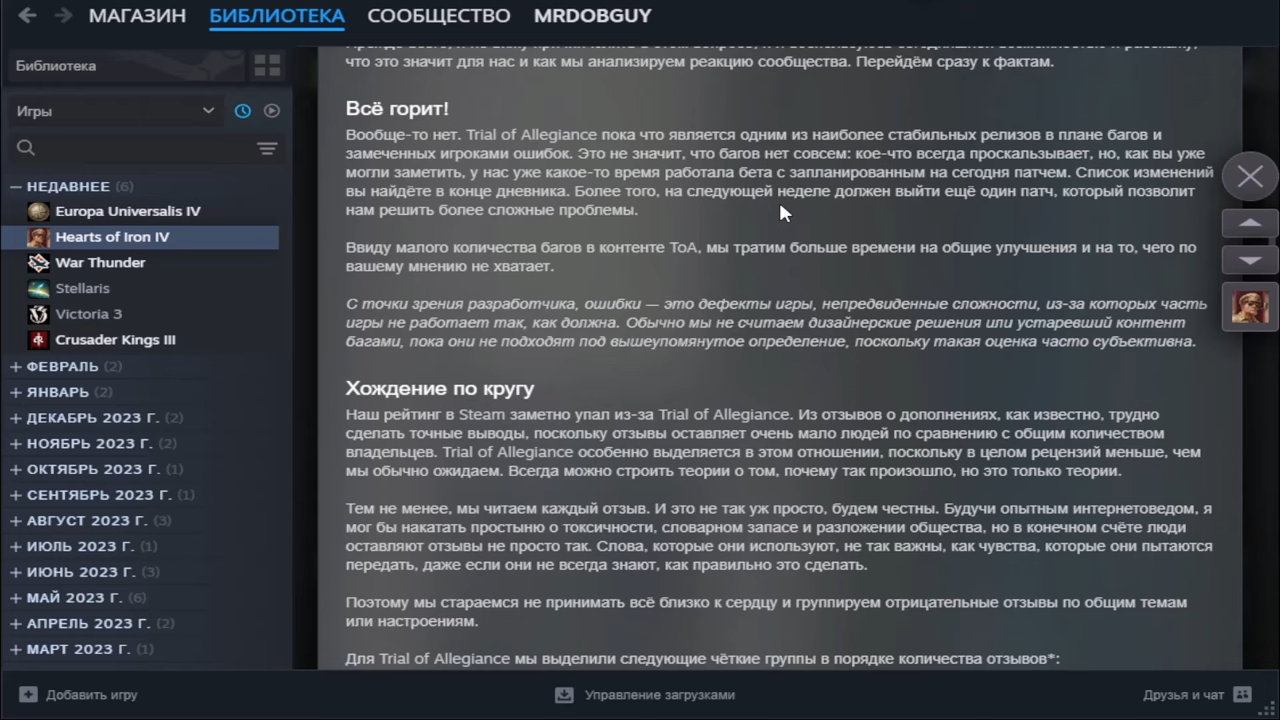 МАГАЗИН БИБЛИОТЕКА СООБЩЕСТВО MRDOBGUY
Библиотека
Игры
НЕДАВНЕЕ (6)
Europa Universalis IV
Hearts of Iron IV
War Thunder
Stellaris
Victoria 3
Crusader Kings III
ФЕВРАЛЬ (2)
ЯНВАРЬ (2)
ДЕКАБРЬ 2023 Г. (2)
НОЯБРЬ 2023 Г. (2)
ОКТЯБРЬ 2023 Г. (1)
СЕНТЯБРЬ 2023 Г. (1)
АВГУСТ 2023 Г. (3)
ИЮЛЬ 2023 Г. (1)
ИЮНЬ 2023 Г. (3)
МАЙ 2023 Г. (6)
АПРЕЛЬ 2023 Г. (2)
МАРТ 2023 Г. (1)
что это значит для нас и как мы анализируем реакцию сообщества. Перейдём сразу к фактам.
Всё горит!
Вообще-то нет. Trial of Allegiance пока что является одним из наиболее стабильных релизов в плане багов и
замеченных игроками ошибок. Это не значит, что багов нет совсем: кое-что всегда проскальзывает, но, как вы уже
могли заметить, у нас уже какое-то время работала бета с запланированным на сегодня патчем. Список изменений
вы найдёте в конце дневника. Более того, на следующей неделе должен выйти ещё один патч, который позволит
нам решить более сложные проблемы.
Ввиду малого количества багов в контенте ToA, мы тратим больше времени на общие улучшения и на то, чего по
вашему мнению не хватает.
С точки зрения разработчика, ошибки — это дефекты игры, непредвиденные сложности, из-за которых часть
игры не работает так, как должна. Обычно мы не считаем дизайнерские решения или устаревший контент
багами, пока они не подходят под вышеупомянутое определение, поскольку такая оценка часто субъективна.
Хождение по кругу
Наш рейтинг в Steam заметно упал из-за Trial of Allegiance. Из отзывов о дополнениях, как известно, трудно
сделать точные выводы, поскольку отзывы оставляет очень мало людей по сравнению с общим количеством
владельцев. Trial of Allegiance особенно выделяется в этом отношении, поскольку в целом рецензий меньше, чем
мы обычно ожидаем. Всегда можно строить теории о том, почему так произошло, но это только теории.
Тем не менее, мы читаем каждый отзыв. И это не так уж просто, будем честны. Будучи опытным интернетоведом, я
мог бы накатать простыню о токсичности, словарном запасе и разложении общества, но в конечном счёте люди
оставляют отзывы не просто так. Слова, которые они используют, не так важны, как чувства, которые они пытаются
передать, даже если они не всегда знают, как правильно это сделать.
Поэтому мы стараемся не принимать всё близко к сердцу и группируем отрицательные отзывы по общим темам
или настроениям.
Для Trial of Allegiance мы выделили следующие чёткие группы в порядке количества отзывов*:
Добавить игру Управление загрузками Друзья и чат